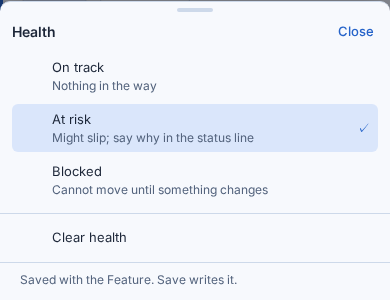 Health
Close
On track
Nothing in the way
At risk
Might slip; say why in the status line
✓
Blocked
Cannot move until something changes
Clear health
Saved with the Feature. Save writes it.